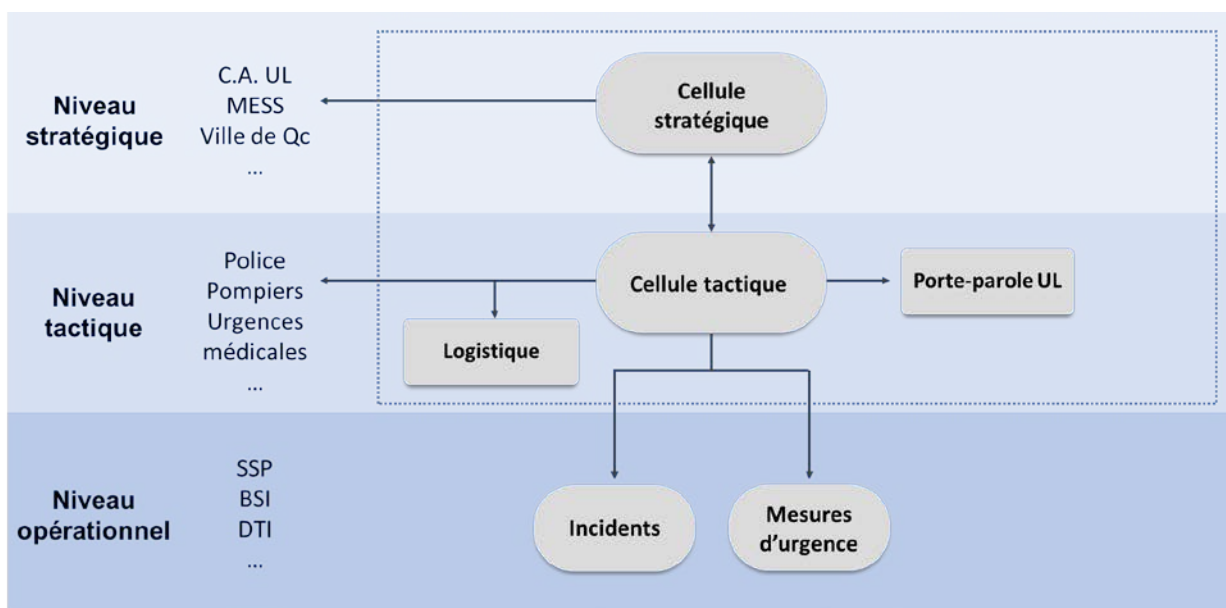 Niveau
stratégique
C.A. UL
MESS
Ville de Qc
...
Cellule
stratégique
Niveau
tactique
Police
Pompiers
Urgences
médicales
...
Logistique
Cellule tactique
Porte-parole UL
Niveau
opérationnel
SSP
BSI
DTI
...
Incidents
Mesures
d'urgence